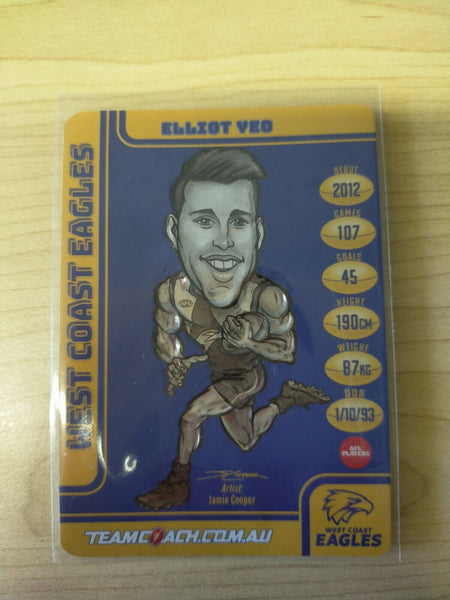 ELLIOT YEO
WEST COAST EAGLES
DEBUT
2012
GAMES
107
GOALS
45
HEIGHT
190CM
WEIGHT
87KG
DOB
1/10/93
AFL
PLAYERS
Artist:
Jamie Cooper
TEAMCOACH.COM.AU
WEST COAST
EAGLES